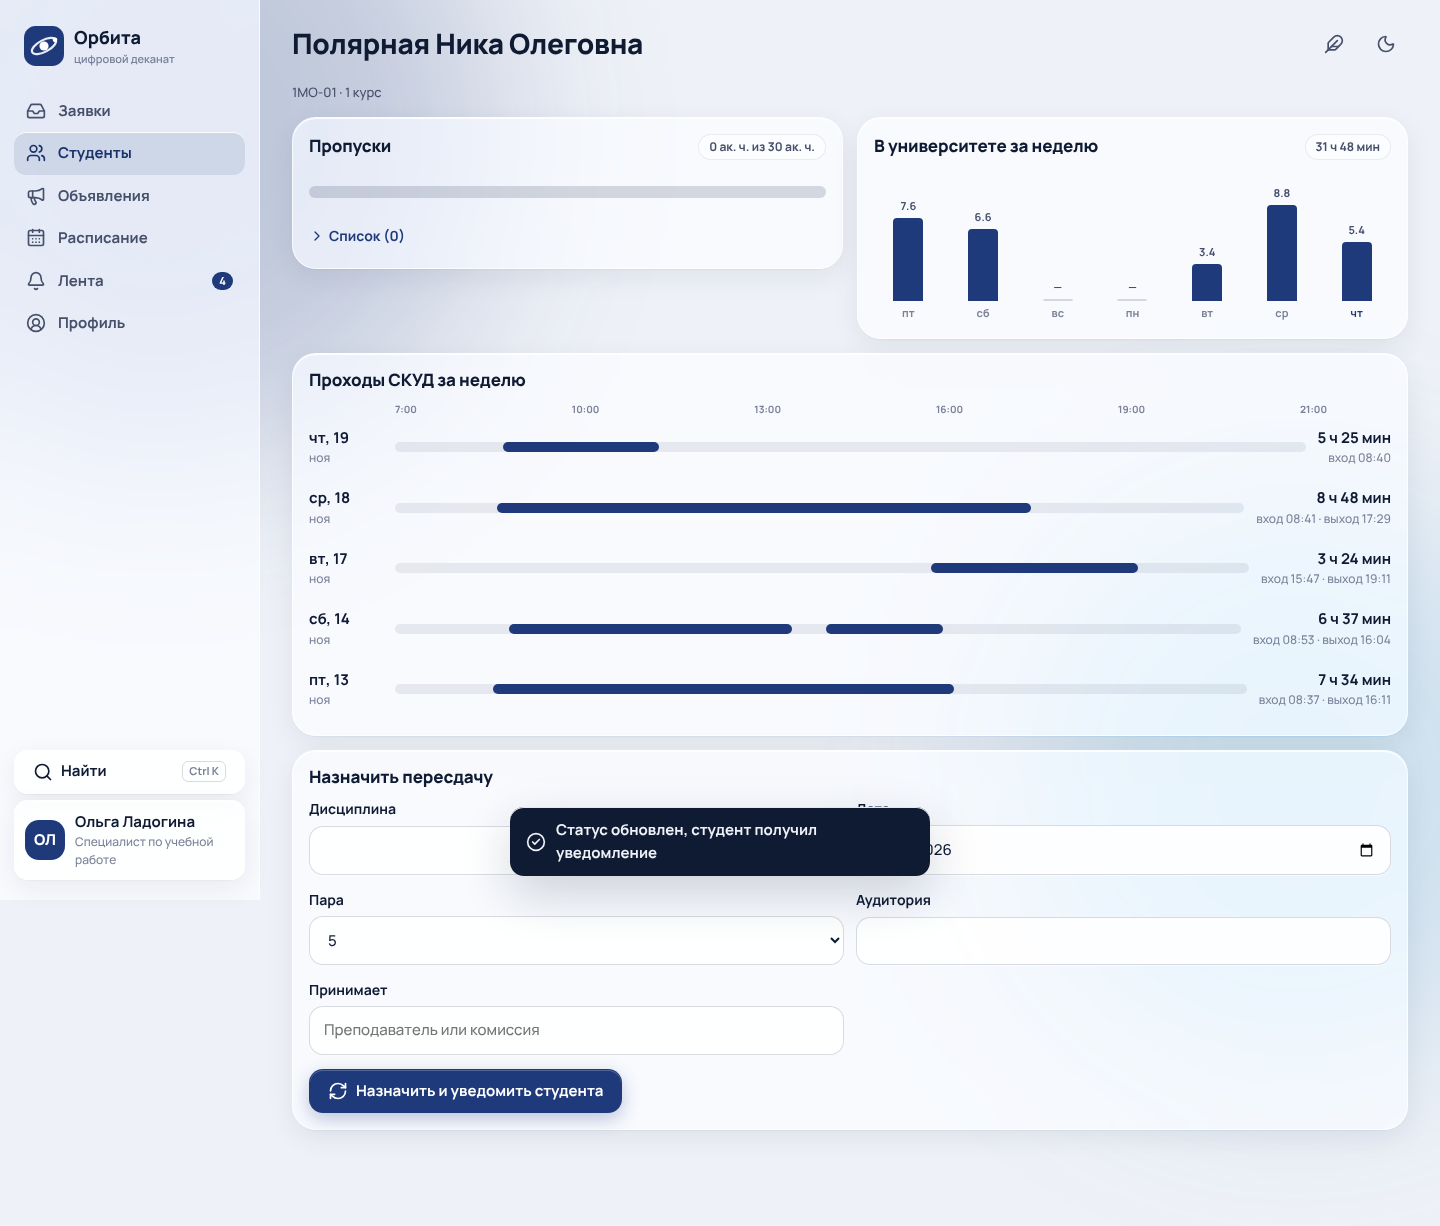 Орбита
цифровой деканат
Заявки
Студенты
Объявления
Расписание
Лента
4
Профиль
Найти
Ctrl K
ОЛ
Ольга Ладогина
Специалист по учебной
работе
Полярная Ника Олеговна
1МО-01 · 1 курс
Пропуски
0 ак. ч. из 30 ак. ч.
Список (0)
В университете за неделю
31 ч 48 мин
7.6
6.6
–
–
3.4
8.8
5.4
пт
сб
вс
пн
вт
ср
чт
Проходы СКУД за неделю
7:00 10:00 13:00 16:00 19:00 21:00
чт, 19
ноя
5 ч 25 мин
вход 08:40
ср, 18
ноя
8 ч 48 мин
вход 08:41 · выход 17:29
вт, 17
ноя
3 ч 24 мин
вход 15:47 · выход 19:11
сб, 14
ноя
6 ч 37 мин
вход 08:53 · выход 16:04
пт, 13
ноя
7 ч 34 мин
вход 08:37 · выход 16:11
Назначить пересдачу
Дисциплина
Статус обновлен, студент получил
уведомление
Пара
5
Аудитория
Принимает
Преподаватель или комиссия
Назначить и уведомить студента